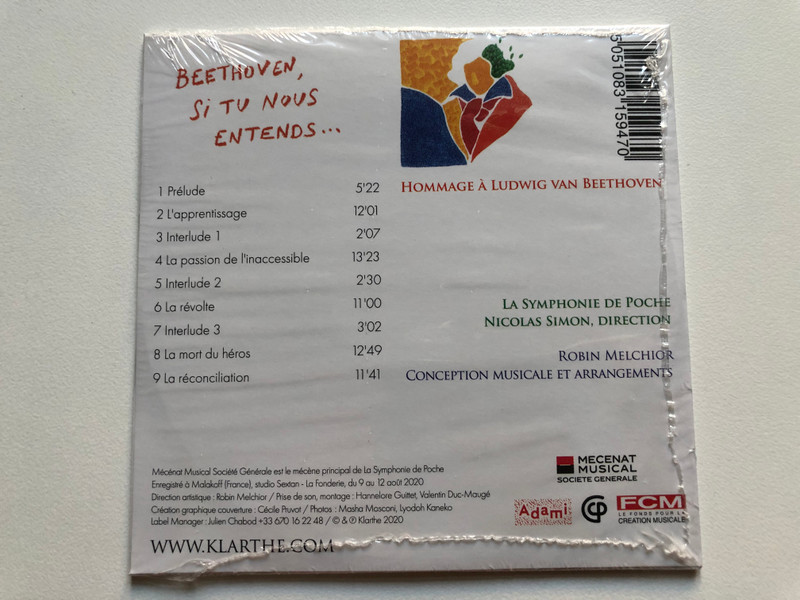 BEETHOVEN,
SI TU NOUS
ENTENDS...
5051083 159470
HOMMAGE À LUDWIG VAN BEETHOVEN
1 Prélude 5'22
2 L'apprentissage 12'01
3 Interlude 1 2'07
4 La passion de l'inaccessible 13'23
5 Interlude 2 2'30
6 La révolte 11'00
7 Interlude 3 3'02
8 La mort du héros 12'49
9 La réconciliation 11'41
LA SYMPHONIE DE POCHE
NICOLAS SIMON, DIRECTION
ROBIN MELCHIOR
CONCEPTION MUSICALE ET ARRANGEMENTS
Mécénat Musical Société Générale est le mécène principal de La Symphonie de Poche
Enregistré à Malakoff (France), studio Sextan - La Fonderie, du 9 au 12 août 2020
Direction artistique : Robin Melchior / Prise de son, montage : Hannelore Guittet, Valentin Duc-Maugé
Création graphique couverture : Cécile Pruvot / Photos : Masha Mosconi, Lyodoh Kaneko
Label Manager : Julien Chabod +33 670 16 22 48 / © & ℗ Klarthe 2020
WWW.KLARTHE.COM
MECENAT
MUSICAL
SOCIETE GENERALE
Adami
FCM
LE FONDS POUR LA
CREATION MUSICALE